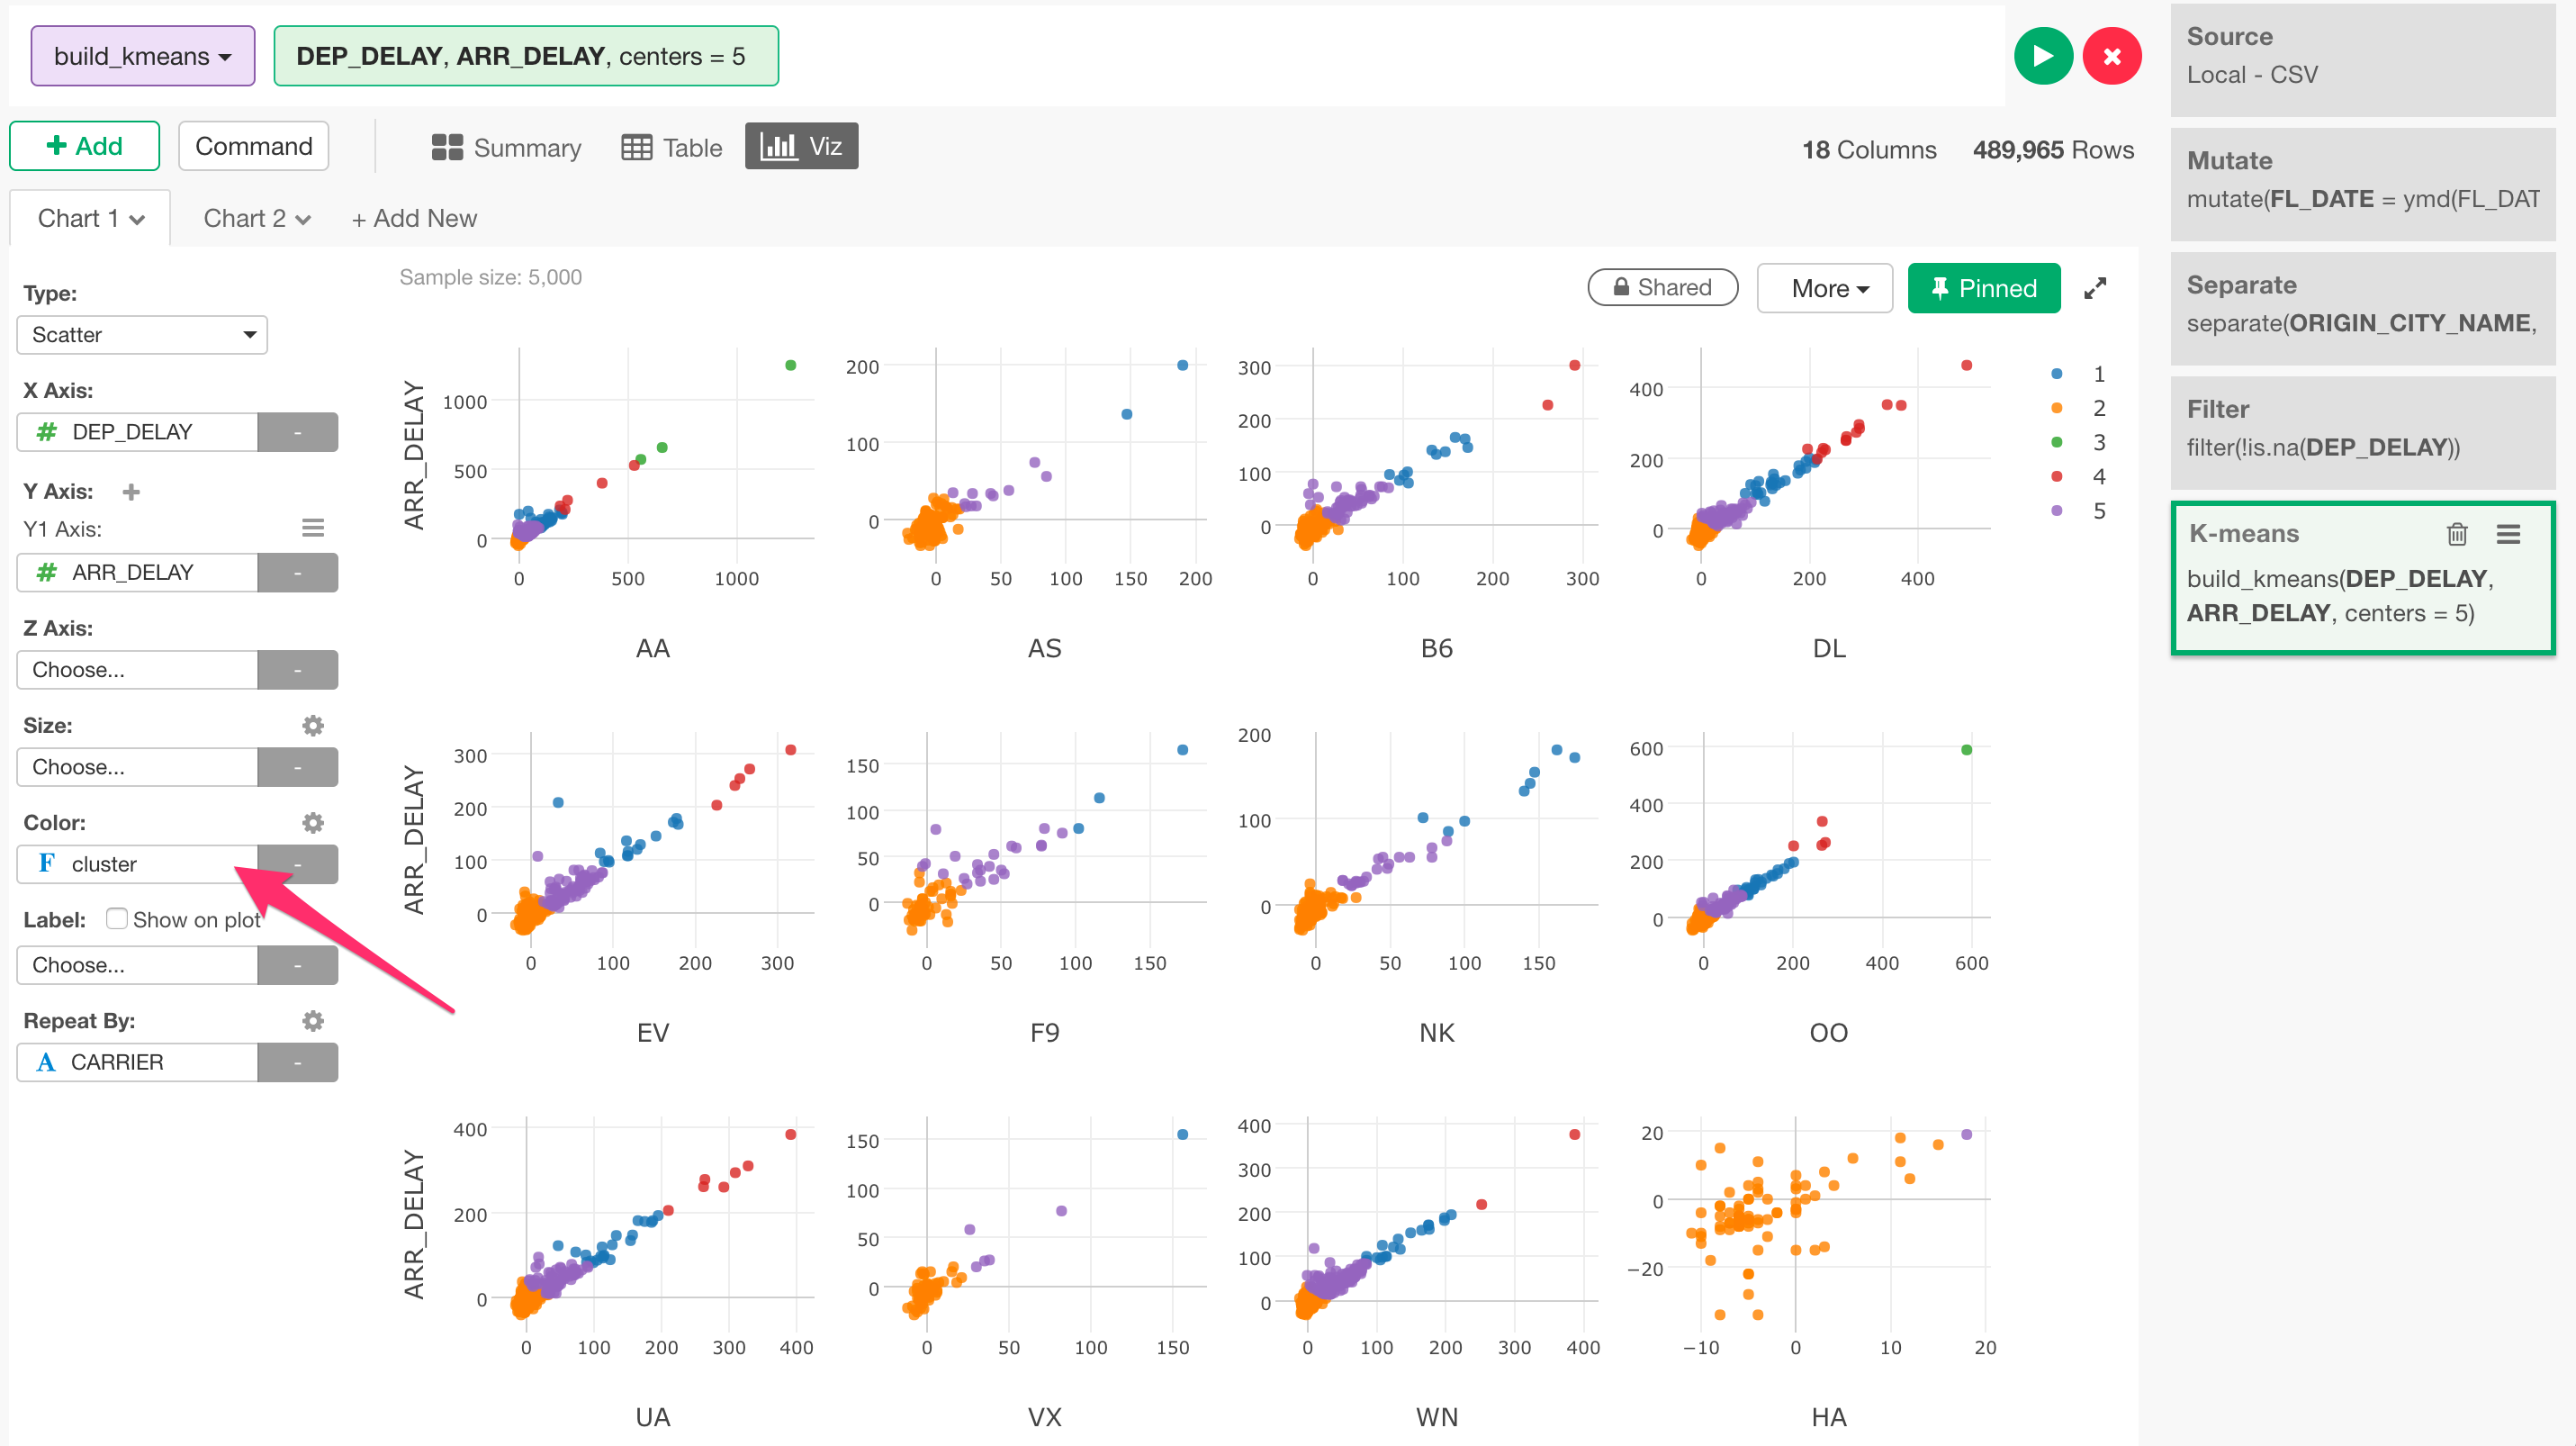 build_kmeans
DEP_DELAY, ARR_DELAY, centers = 5
+ Add
Command
Summary
Table
Viz
18 Columns 489,965 Rows
Chart 1
Chart 2
+ Add New
Type:
Scatter
X Axis:
# DEP_DELAY -
Y Axis: +
Y1 Axis:
# ARR_DELAY -
Z Axis:
Choose... -
Size:
Choose... -
Color:
F cluster -
Label: Show on plot
Choose... -
Repeat By:
A CARRIER -
Sample size: 5,000
Shared
More
Pinned
ARR_DELAY
1000
500
0
0 500 1000
AA
200
100
0
0 50 100 150 200
AS
300
200
100
0
0 100 200 300
B6
400
200
0
0 200 400
DL
1
2
3
4
5
ARR_DELAY
300
200
100
0
0 100 200 300
EV
150
100
50
0
0 50 100 150
F9
200
100
0
0 50 100 150
NK
600
400
200
0
0 200 400 600
OO
ARR_DELAY
400
200
0
0 100 200 300 400
UA
150
100
50
0
0 50 100 150
VX
400
300
200
100
0
0 100 200 300 400
WN
20
0
−20
−10 0 10 20
HA
Source
Local - CSV
Mutate
mutate(FL_DATE = ymd(FL_DAT
Separate
separate(ORIGIN_CITY_NAME,
Filter
filter(!is.na(DEP_DELAY))
K-means
build_kmeans(DEP_DELAY,
ARR_DELAY, centers = 5)